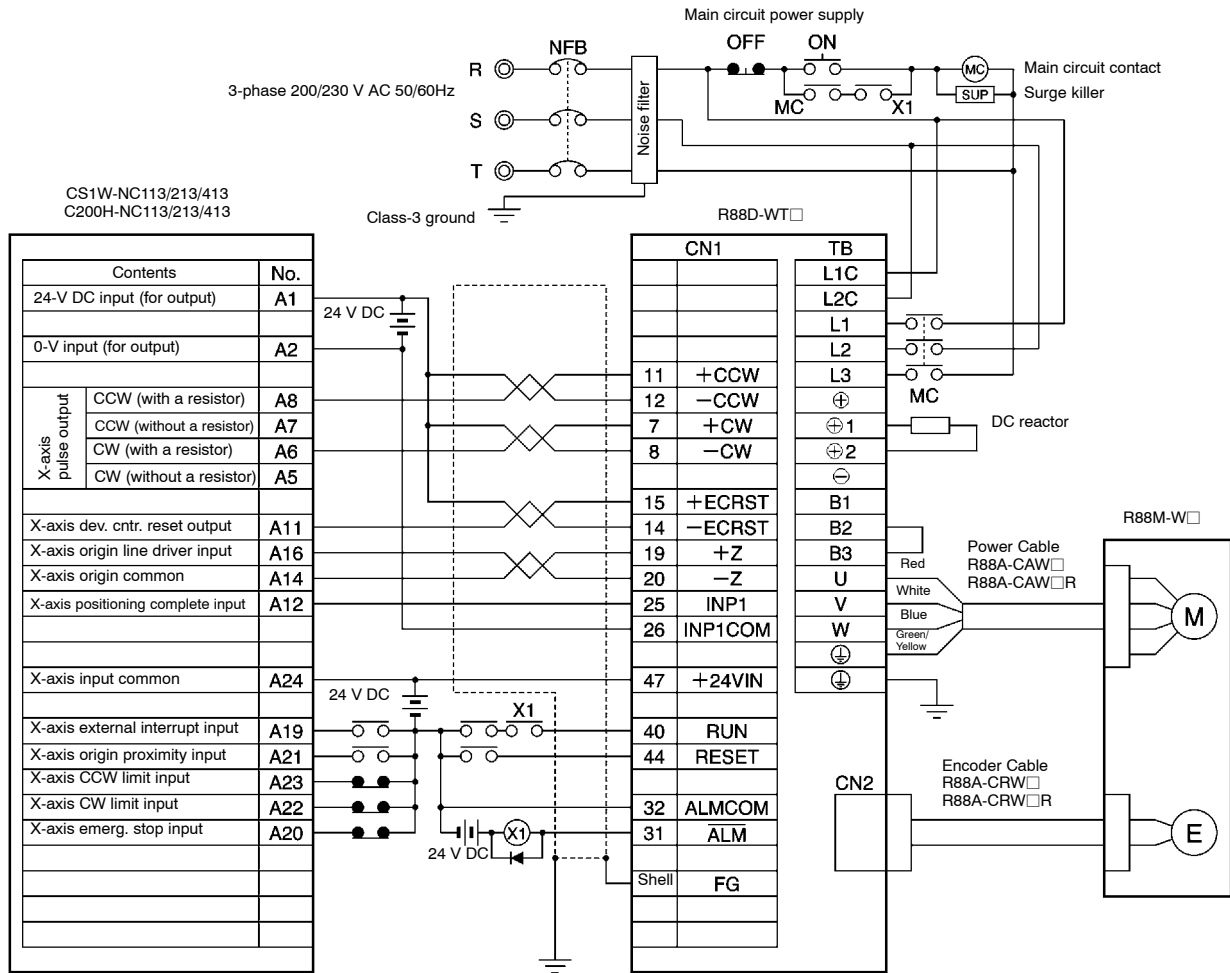 Main circuit power supply
OFF ON
NFB
R
3-phase 200/230 V AC 50/60Hz
S
T
Noise filter
MC
Main circuit contact
SUP
Surge killer
MC X1
Class-3 ground
CS1W-NC113/213/413
C200H-NC113/213/413
R88D-WT□
Contents No.
24-V DC input (for output) A1
0-V input (for output) A2
X-axis pulse output
CCW (with a resistor) A8
CCW (without a resistor) A7
CW (with a resistor) A6
CW (without a resistor) A5
X-axis dev. cntr. reset output A11
X-axis origin line driver input A16
X-axis origin common A14
X-axis positioning complete input A12
X-axis input common A24
X-axis external interrupt input A19
X-axis origin proximity input A21
X-axis CCW limit input A23
X-axis CW limit input A22
X-axis emerg. stop input A20
24 V DC
24 V DC
X1
X1
24 V DC
CN1
11 +CCW
12 −CCW
7 +CW
8 −CW
15 +ECRST
14 −ECRST
19 +Z
20 −Z
25 INP1
26 INP1COM
47 +24VIN
40 RUN
44 RESET
32 ALMCOM
31 A̅L̅M̅
Shell FG
TB
L1C
L2C
L1
L2
L3
⊕
⊕1
⊕2
⊖
B1
B2
B3
U
V
W
MC
DC reactor
Red
White
Blue
Green/
Yellow
Power Cable
R88A-CAW□
R88A-CAW□R
R88M-W□
M
CN2
Encoder Cable
R88A-CRW□
R88A-CRW□R
E